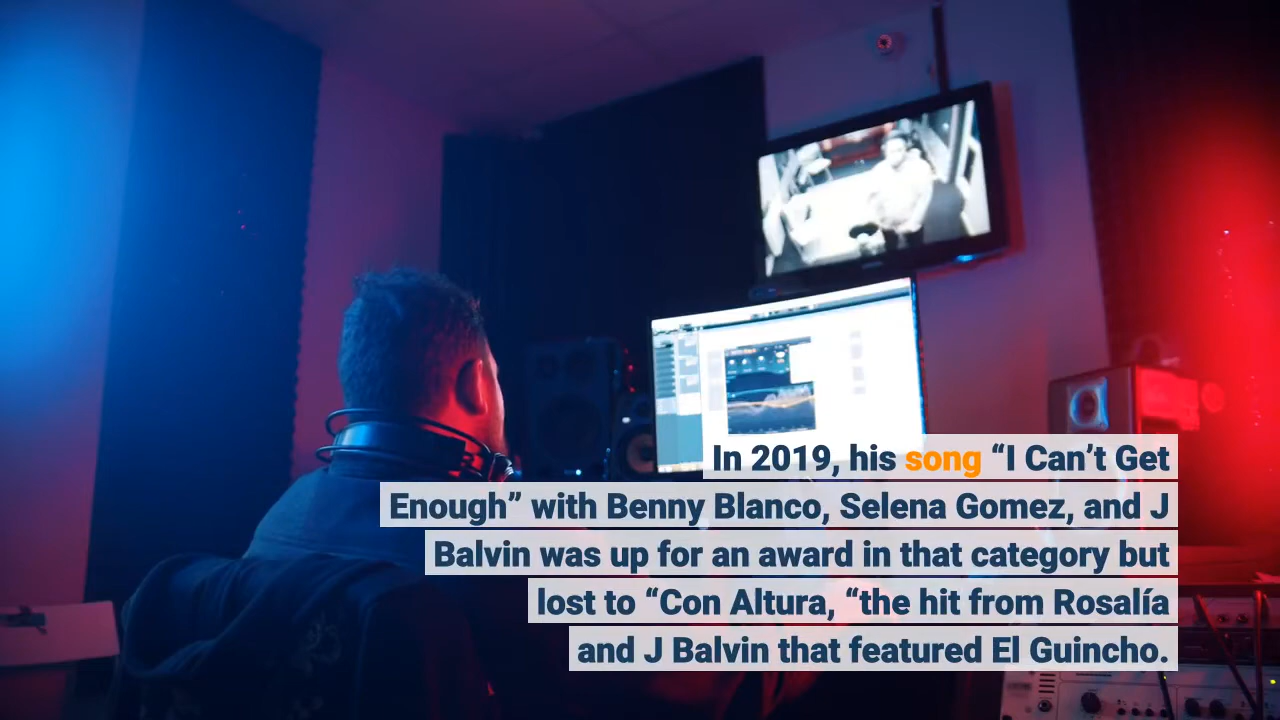 In 2019, his song “I Can’t Get
Enough” with Benny Blanco, Selena Gomez, and J
Balvin was up for an award in that category but
lost to “Con Altura, “the hit from Rosalía
and J Balvin that featured El Guincho.